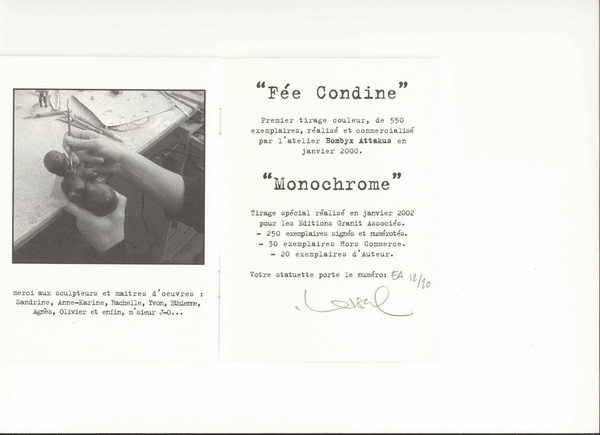 merci aux sculpteurs et maitres d'oeuvres :
Sandrine, Anne-Karine, Rachelle, Yvon, Ethienne,
Agnès, Olivier et enfin, m'sieur J-O...
“Fée Condine”
Premier tirage couleur, de 550
exemplaires, réalisé et commercialisé
par l'atelier Bombyx Attakus en
janvier 2000.
“Monochrome”
Tirage spécial réalisé en janvier 2002
pour les Editions Granit Associés.
- 250 exemplaires signés et numérotés.
- 30 exemplaires Hors Commerce.
- 20 exemplaires d'Auteur.
Votre statuette porte le numéro: EA 12/20